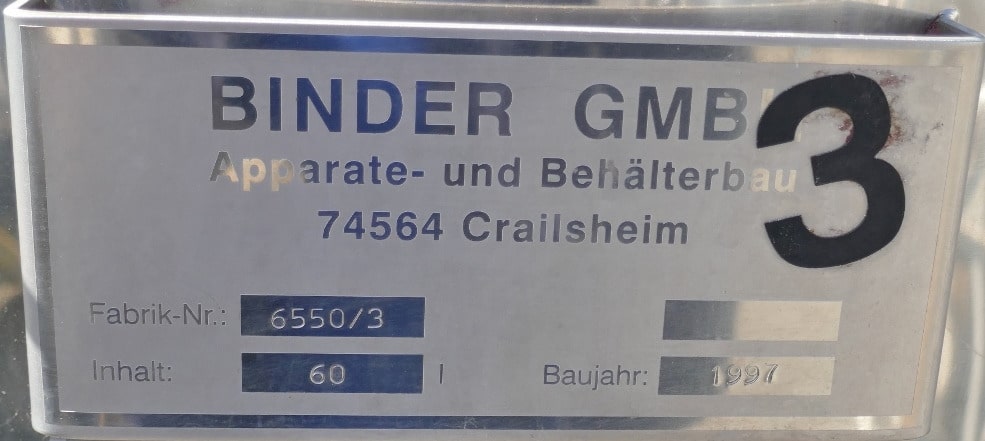 BINDER GMB
3
Apparate- und Behälterbau
74564 Crailsheim
Fabrik-Nr.: 6550/3
Inhalt: 60 l Baujahr: 1997